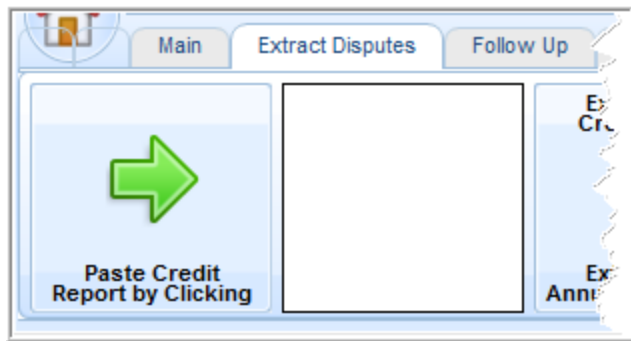 Main
Extract Disputes
Follow Up
Paste Credit
Report by Clicking